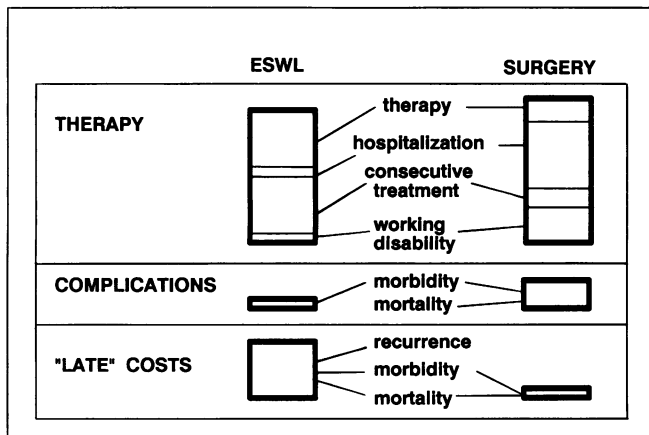 ESWL
SURGERY
THERAPY
therapy
hospitalization
consecutive
treatment
working
disability
COMPLICATIONS
morbidity
mortality
"LATE" COSTS
recurrence
morbidity
mortality